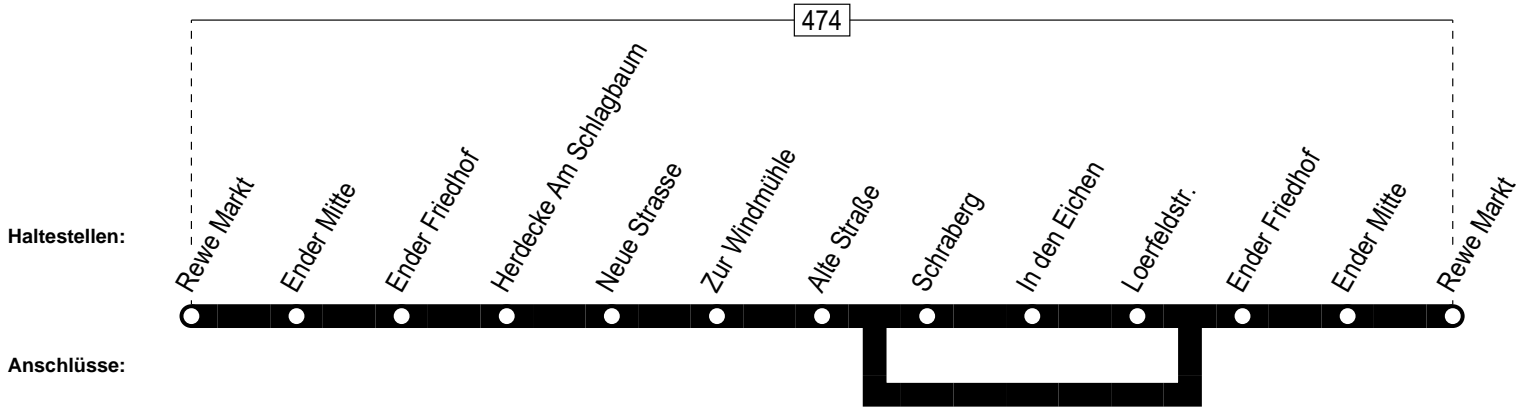 474
Haltestellen:
Rewe Markt
Ender Mitte
Ender Friedhof
Herdecke Am Schlagbaum
Neue Strasse
Zur Windmühle
Alte Straße
Schraberg
In den Eichen
Loerfeldstr.
Ender Friedhof
Ender Mitte
Rewe Markt
Anschlüsse: